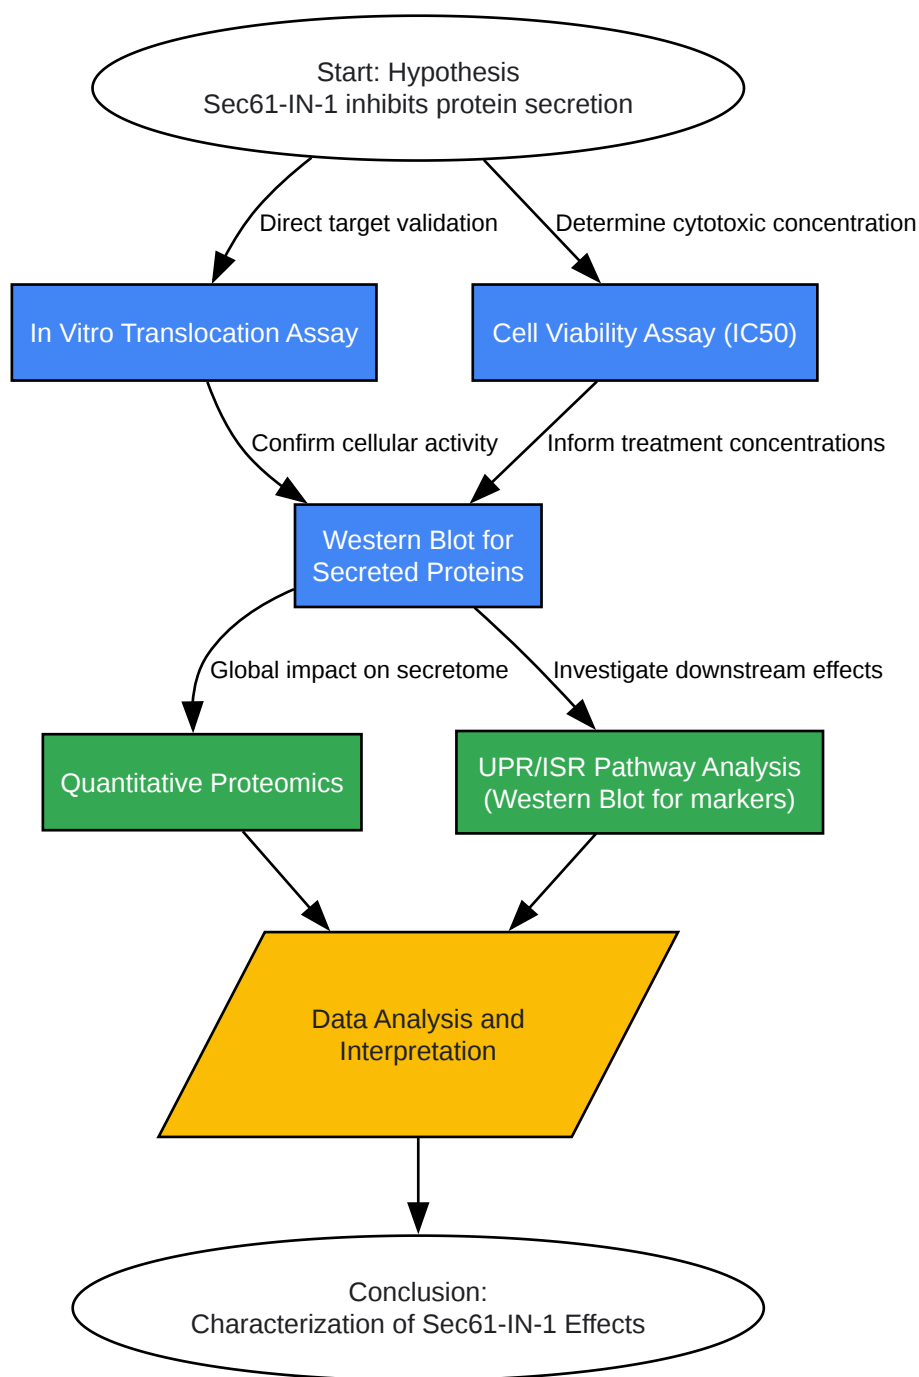 Start: Hypothesis
Sec61-IN-1 inhibits protein secretion
Direct target validation
Determine cytotoxic concentration
In Vitro Translocation Assay
Cell Viability Assay (IC50)
Confirm cellular activity
Inform treatment concentrations
Western Blot for
Secreted Proteins
Global impact on secretome
Investigate downstream effects
Quantitative Proteomics
UPR/ISR Pathway Analysis
(Western Blot for markers)
Data Analysis and
Interpretation
Conclusion:
Characterization of Sec61-IN-1 Effects